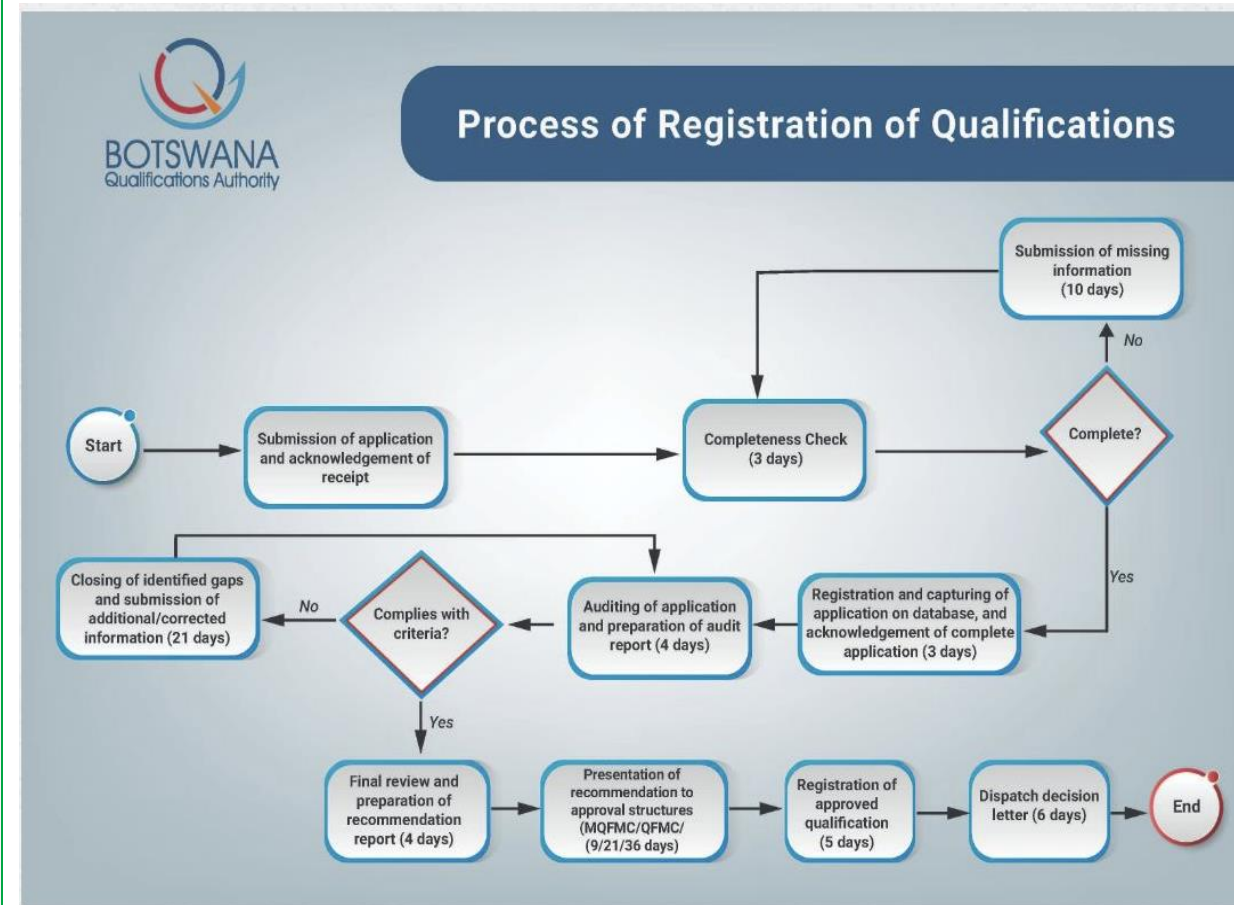 BOTSWANA
Qualifications Authority
Process of Registration of Qualifications
Submission of missing
information
(10 days)
No
Start
Submission of application
and acknowledgement of
receipt
Completeness Check
(3 days)
Complete?
Yes
Closing of identified gaps
and submission of
additional/corrected
information (21 days)
No
Complies with
criteria?
Auditing of application
and preparation of audit
report (4 days)
Registration and capturing
of application on database, and
acknowledgement of complete
application (3 days)
Yes
Final review and
preparation of
recommendation
report (4 days)
Presentation of
recommendation to
approval structures
(MQFMC/QFMC/
(9/21/36 days)
Registration of
approved
qualification
(5 days)
Dispatch decision
letter (6 days)
End